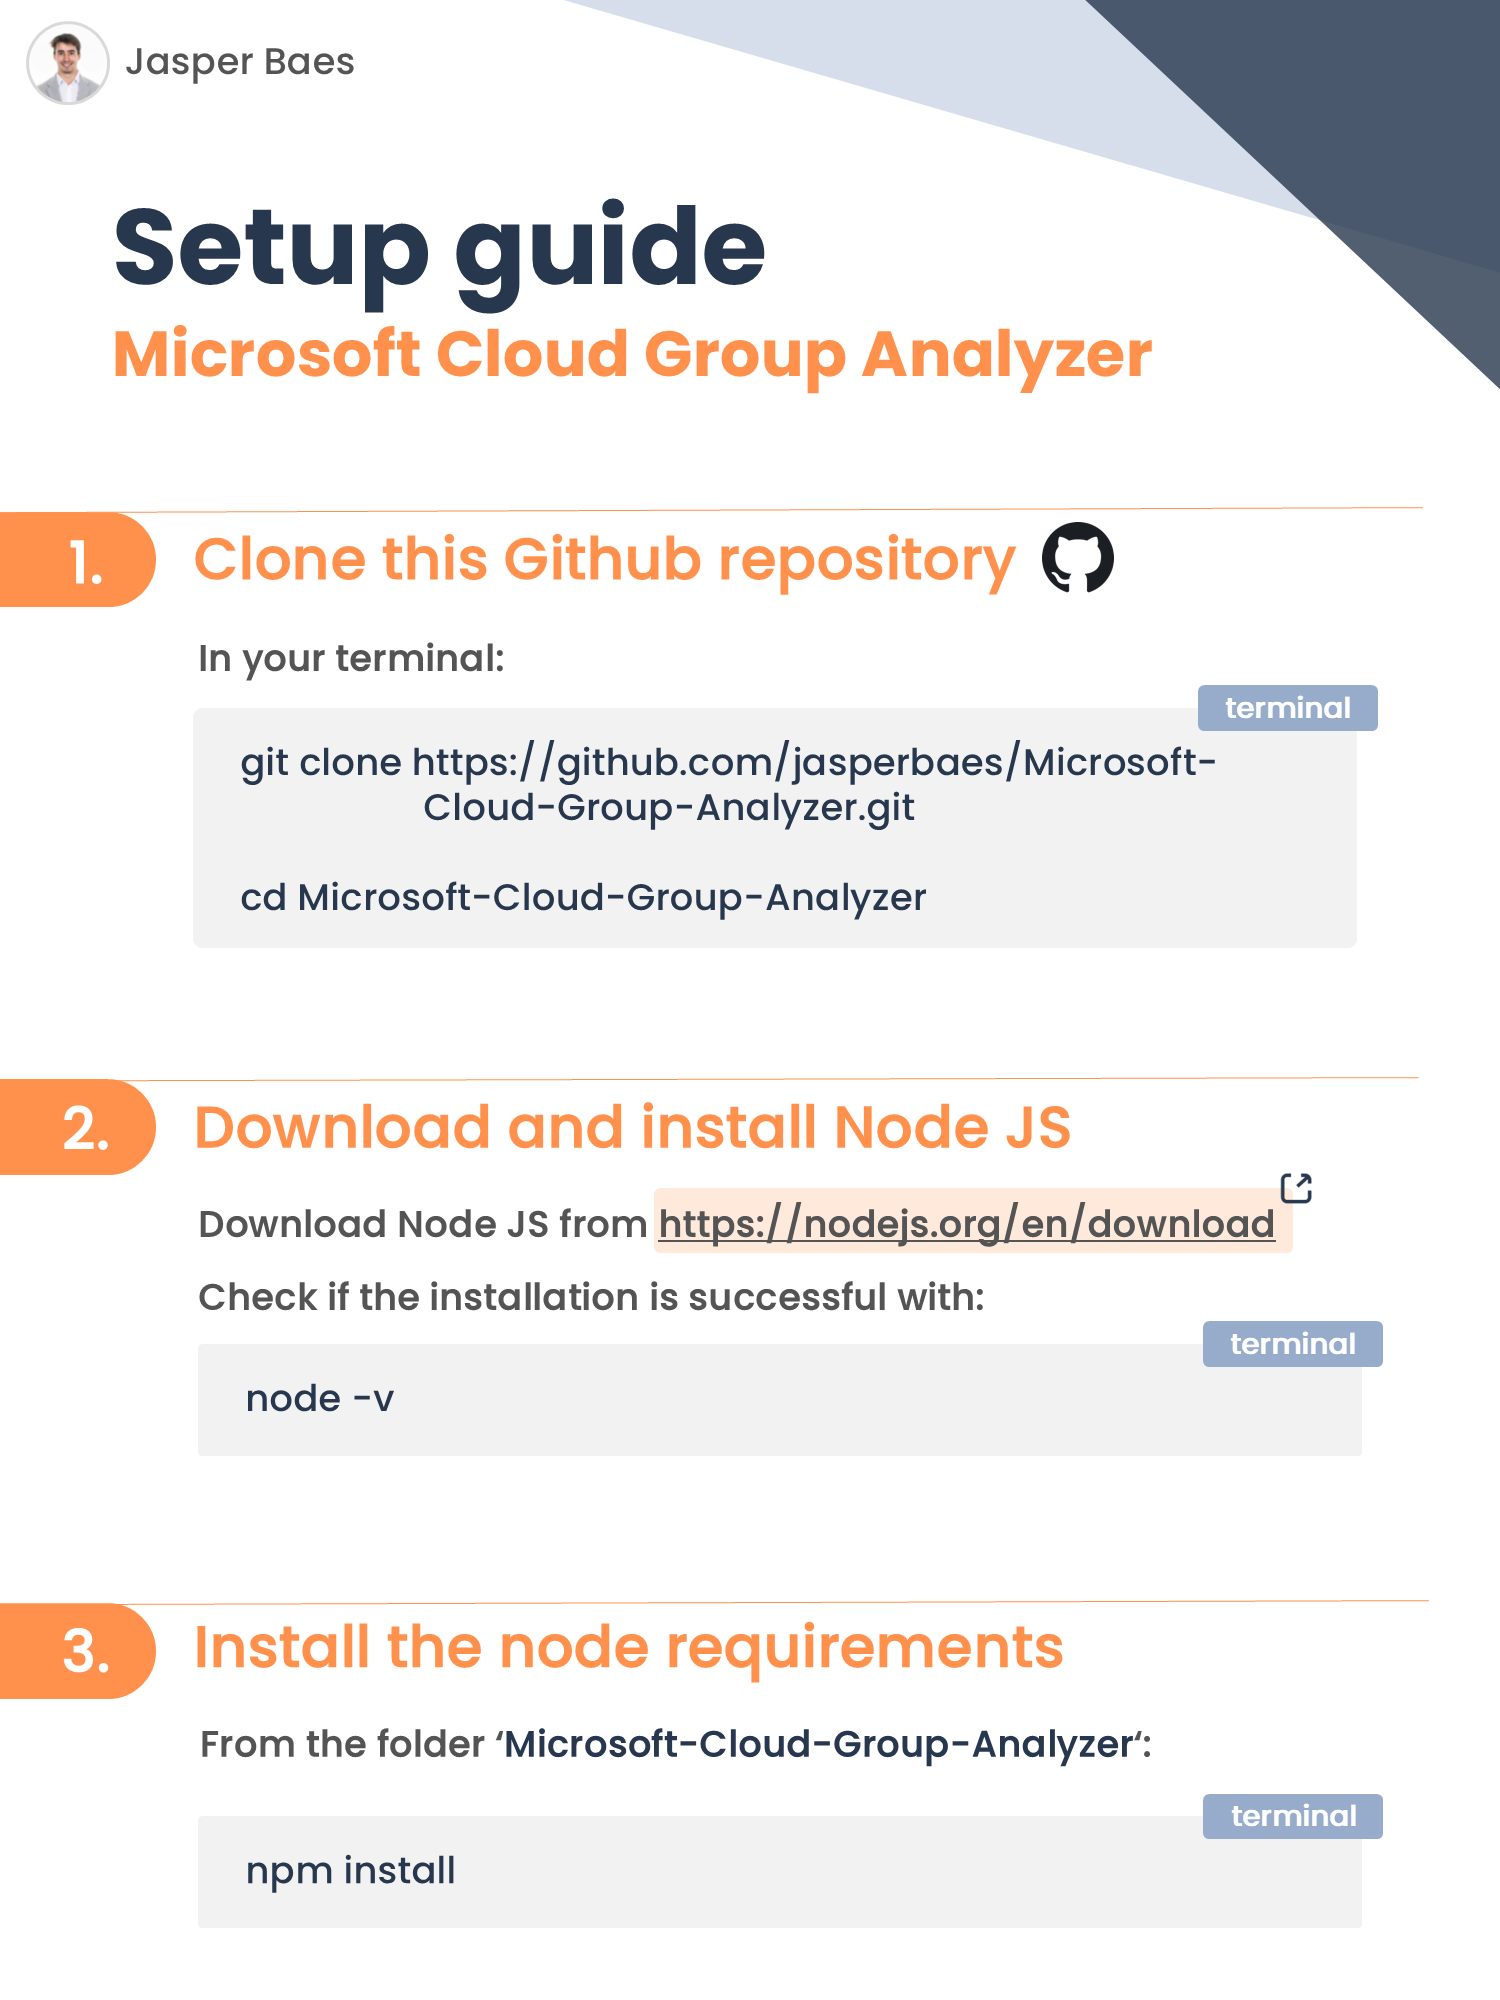 Jasper Baes
Setup guide
Microsoft Cloud Group Analyzer
1.
Clone this Github repository
In your terminal:
terminal
git clone https://github.com/jasperbaes/Microsoft-
Cloud-Group-Analyzer.git
cd Microsoft-Cloud-Group-Analyzer
2.
Download and install Node JS
Download Node JS from https://nodejs.org/en/download
Check if the installation is successful with:
terminal
node -v
3.
Install the node requirements
From the folder ‘Microsoft-Cloud-Group-Analyzer‘:
terminal
npm install